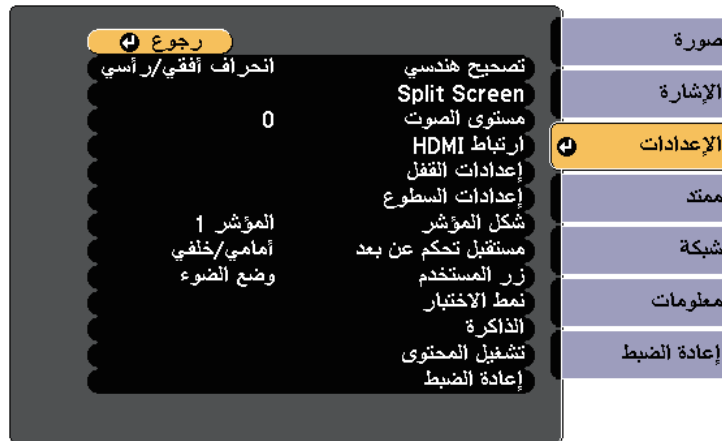 رجوع
تصحيح هندسي انحراف أفقي/رأسي
Split Screen
مستوى الصوت 0
ارتباط HDMI
إعدادات القفل
إعدادات السطوع
شكل المؤشر المؤشر 1
مستقبل تحكم عن بعد أمامي/خلفي
زر المستخدم وضع الضوء
نمط الاختبار
الذاكرة
تشغيل المحتوى
إعادة الضبط
صورة
الإشارة
الإعدادات
ممتد
شبكة
معلومات
إعادة الضبط